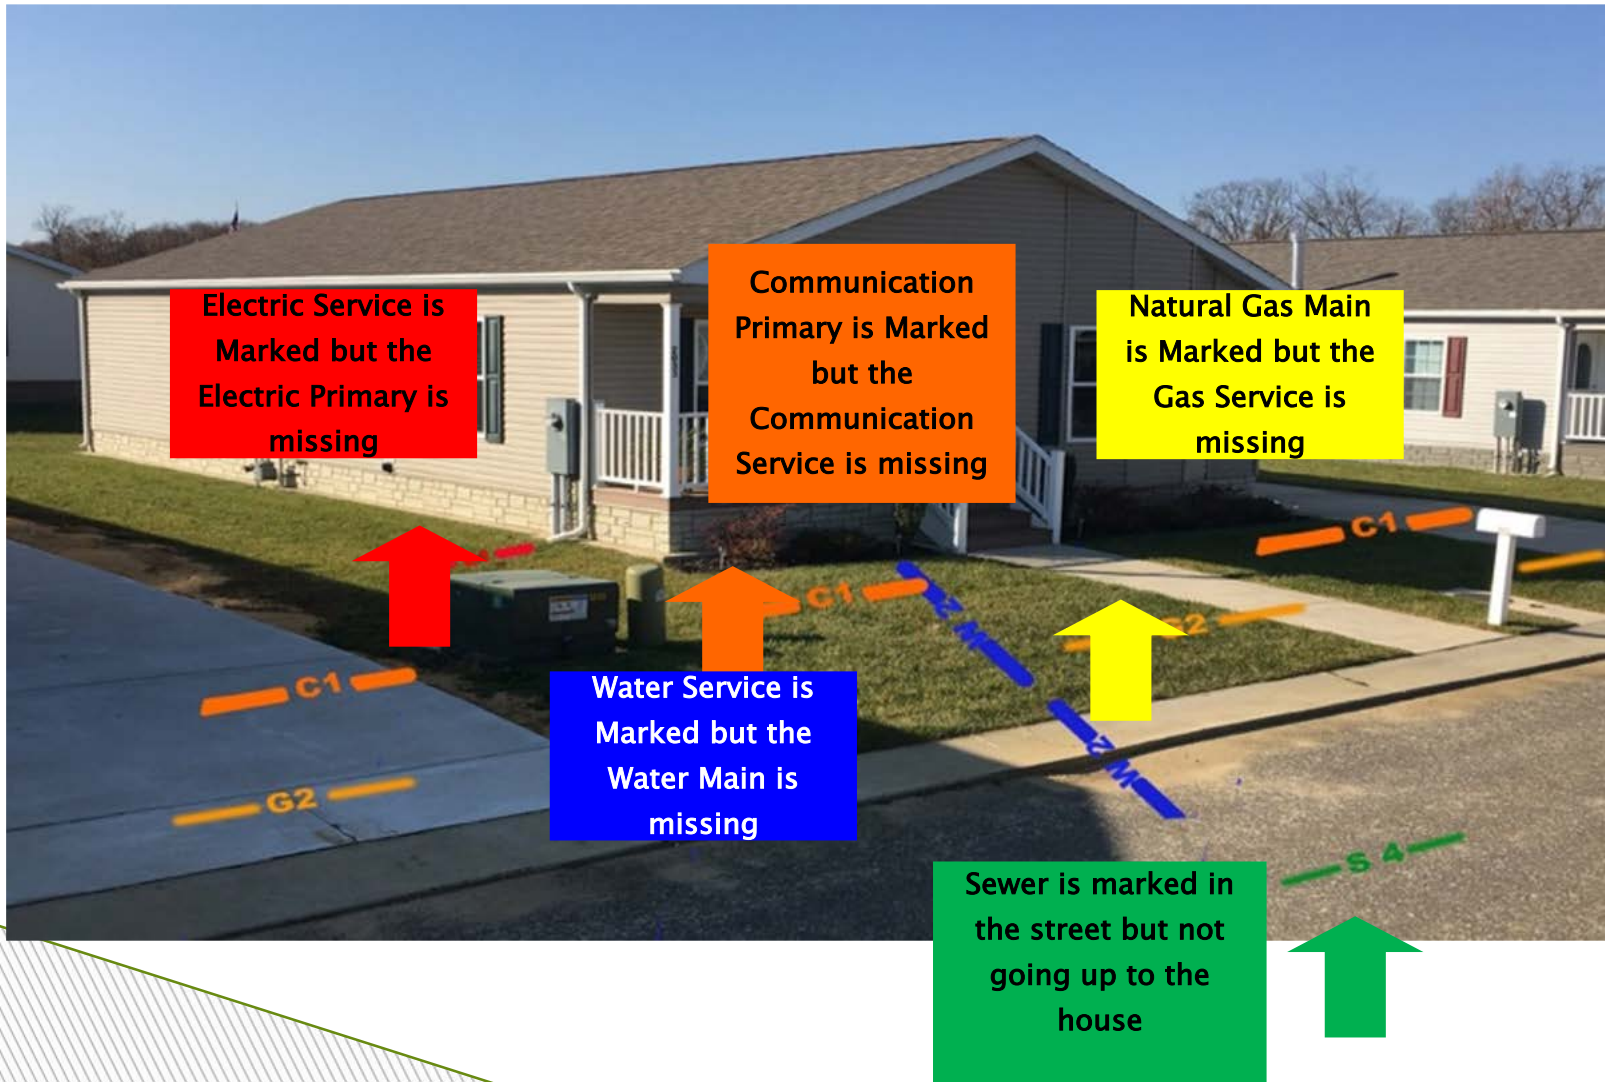 Electric Service is
Marked but the
Electric Primary is
missing
Communication
Primary is Marked
but the
Communication
Service is missing
Natural Gas Main
is Marked but the
Gas Service is
missing
C1
C1
G2
C1
Water Service is
Marked but the
Water Main is
missing
W 2
W 2
G2
S 4
Sewer is marked in
the street but not
going up to the
house